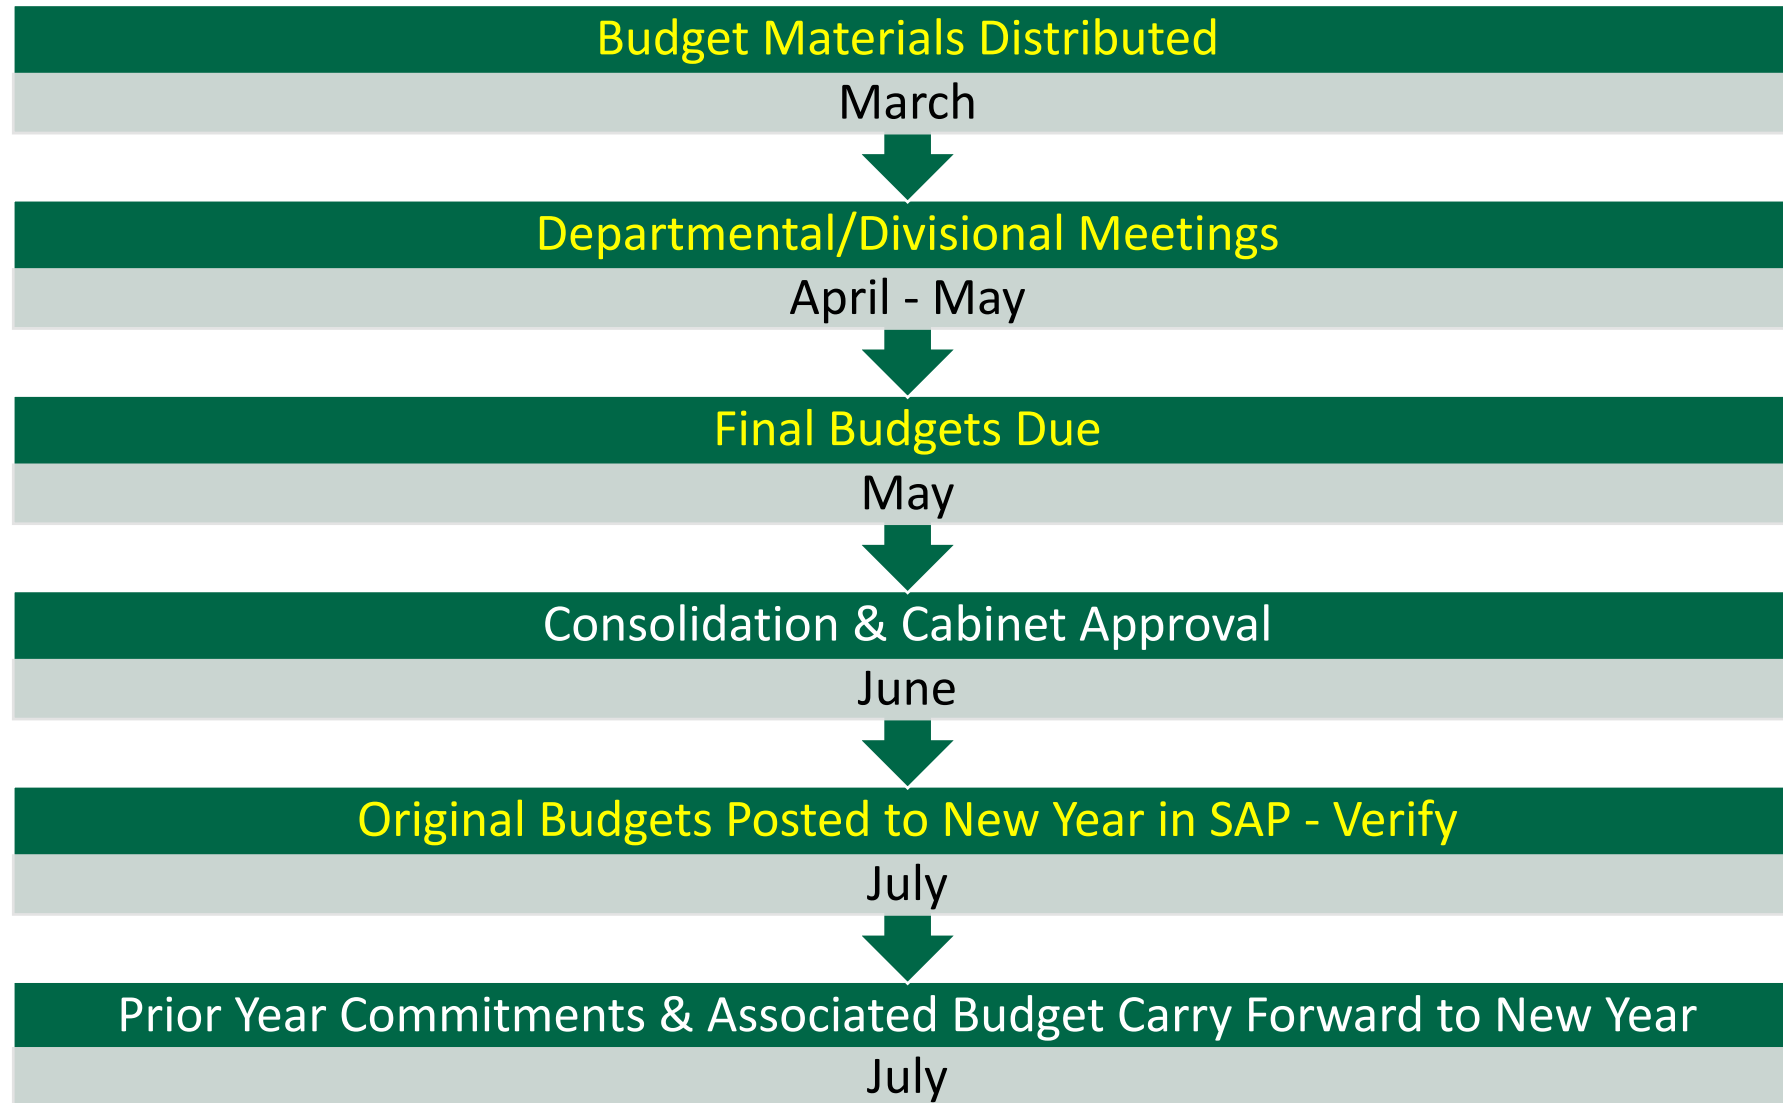 Budget Materials Distributed
March
Departmental/Divisional Meetings
April - May
Final Budgets Due
May
Consolidation & Cabinet Approval
June
Original Budgets Posted to New Year in SAP - Verify
July
Prior Year Commitments & Associated Budget Carry Forward to New Year
July